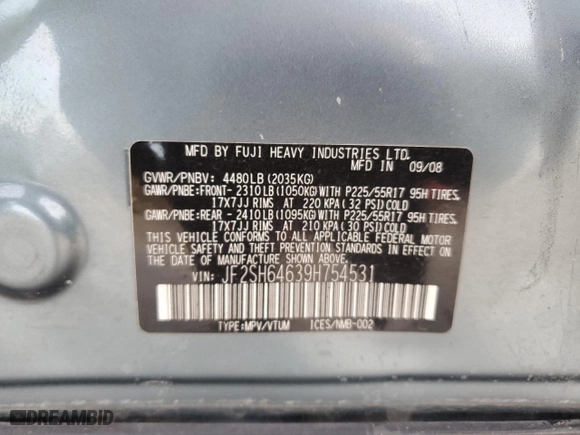 MFD BY FUJI HEAVY INDUSTRIES LTD.
MFD IN 09/08
GVWR/PNBV: 4480LB (2035KG)
GAWR/PNBE:FRONT- 2310LB (1050KG) WITH P225/55R17 95H TIRES,
17X7JJ RIMS AT 220 KPA (32 PSI) COLD
GAWR/PNBE:REAR - 2410LB (1095KG) WITH P225/55R17 95H TIRES,
17X7JJ RIMS AT 210 KPA (30 PSI) COLD
THIS VEHICLE CONFORMS TO ALL APPLICABLE FEDERAL MOTOR
VEHICLE SAFETY AND THEFT PREVENTION STANDARDS IN EFFECT ON
THE DATE OF MANUFACTURE SHOWN ABOVE.
VIN: JF2SH64639H754531
TYPE:MPV/VTUM ICES/NMB-002
DREAMBID